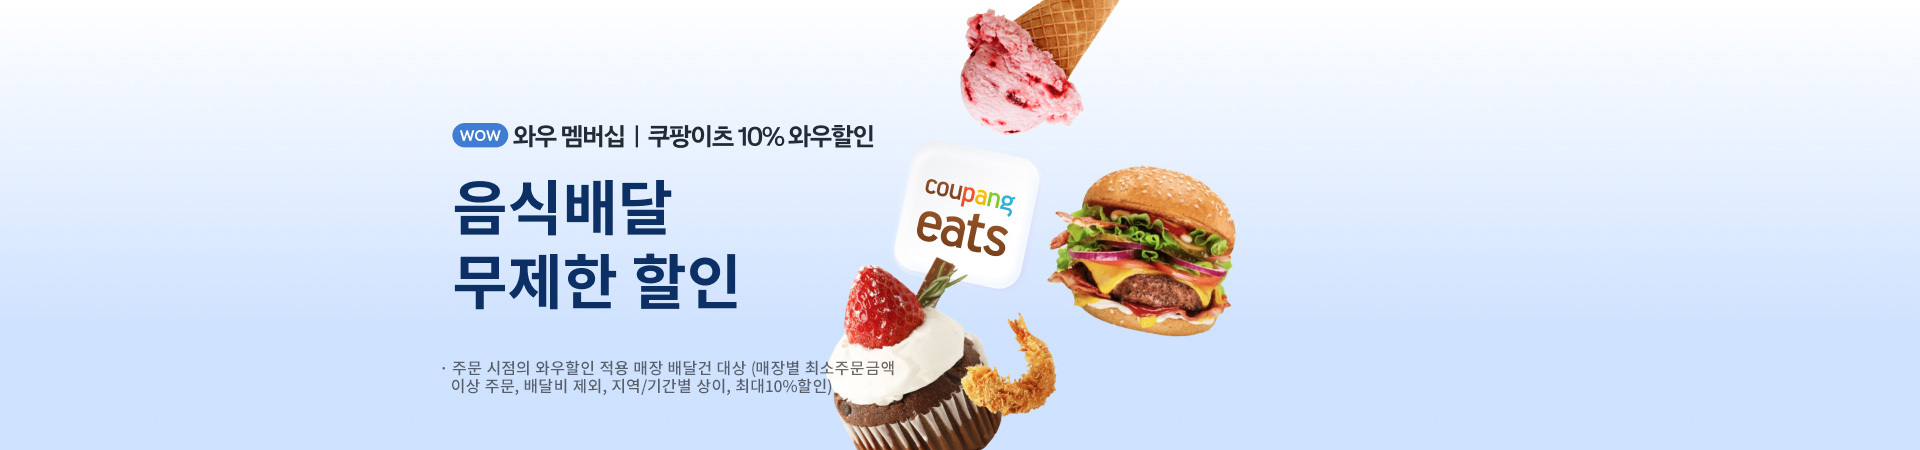 WOW 와우 멤버십 | 쿠팡이츠 10% 와우할인
음식배달
무제한 할인
· 주문 시점의 와우할인 적용 매장 배달건 대상 (매장별 최소주문금액
이상 주문, 배달비 제외, 지역/기간별 상이, 최대10%할인)
coupang
eats